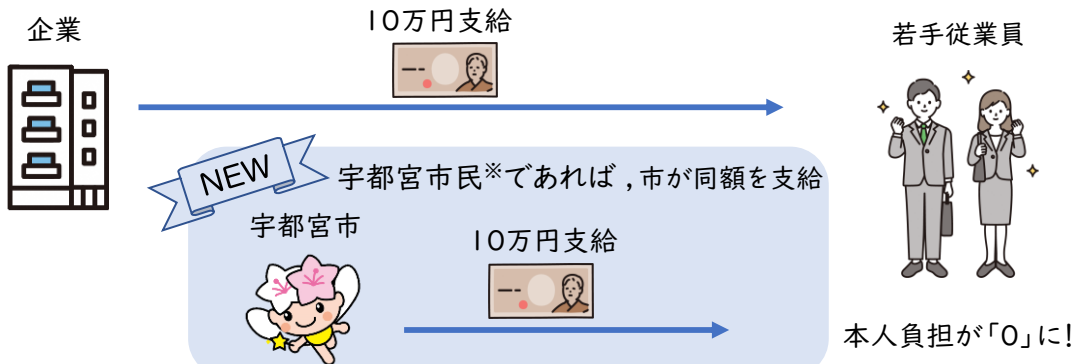 企業
10万円支給
若手従業員
NEW
宇都宮市民※であれば,市が同額を支給
宇都宮市
10万円支給
本人負担が「0」に!